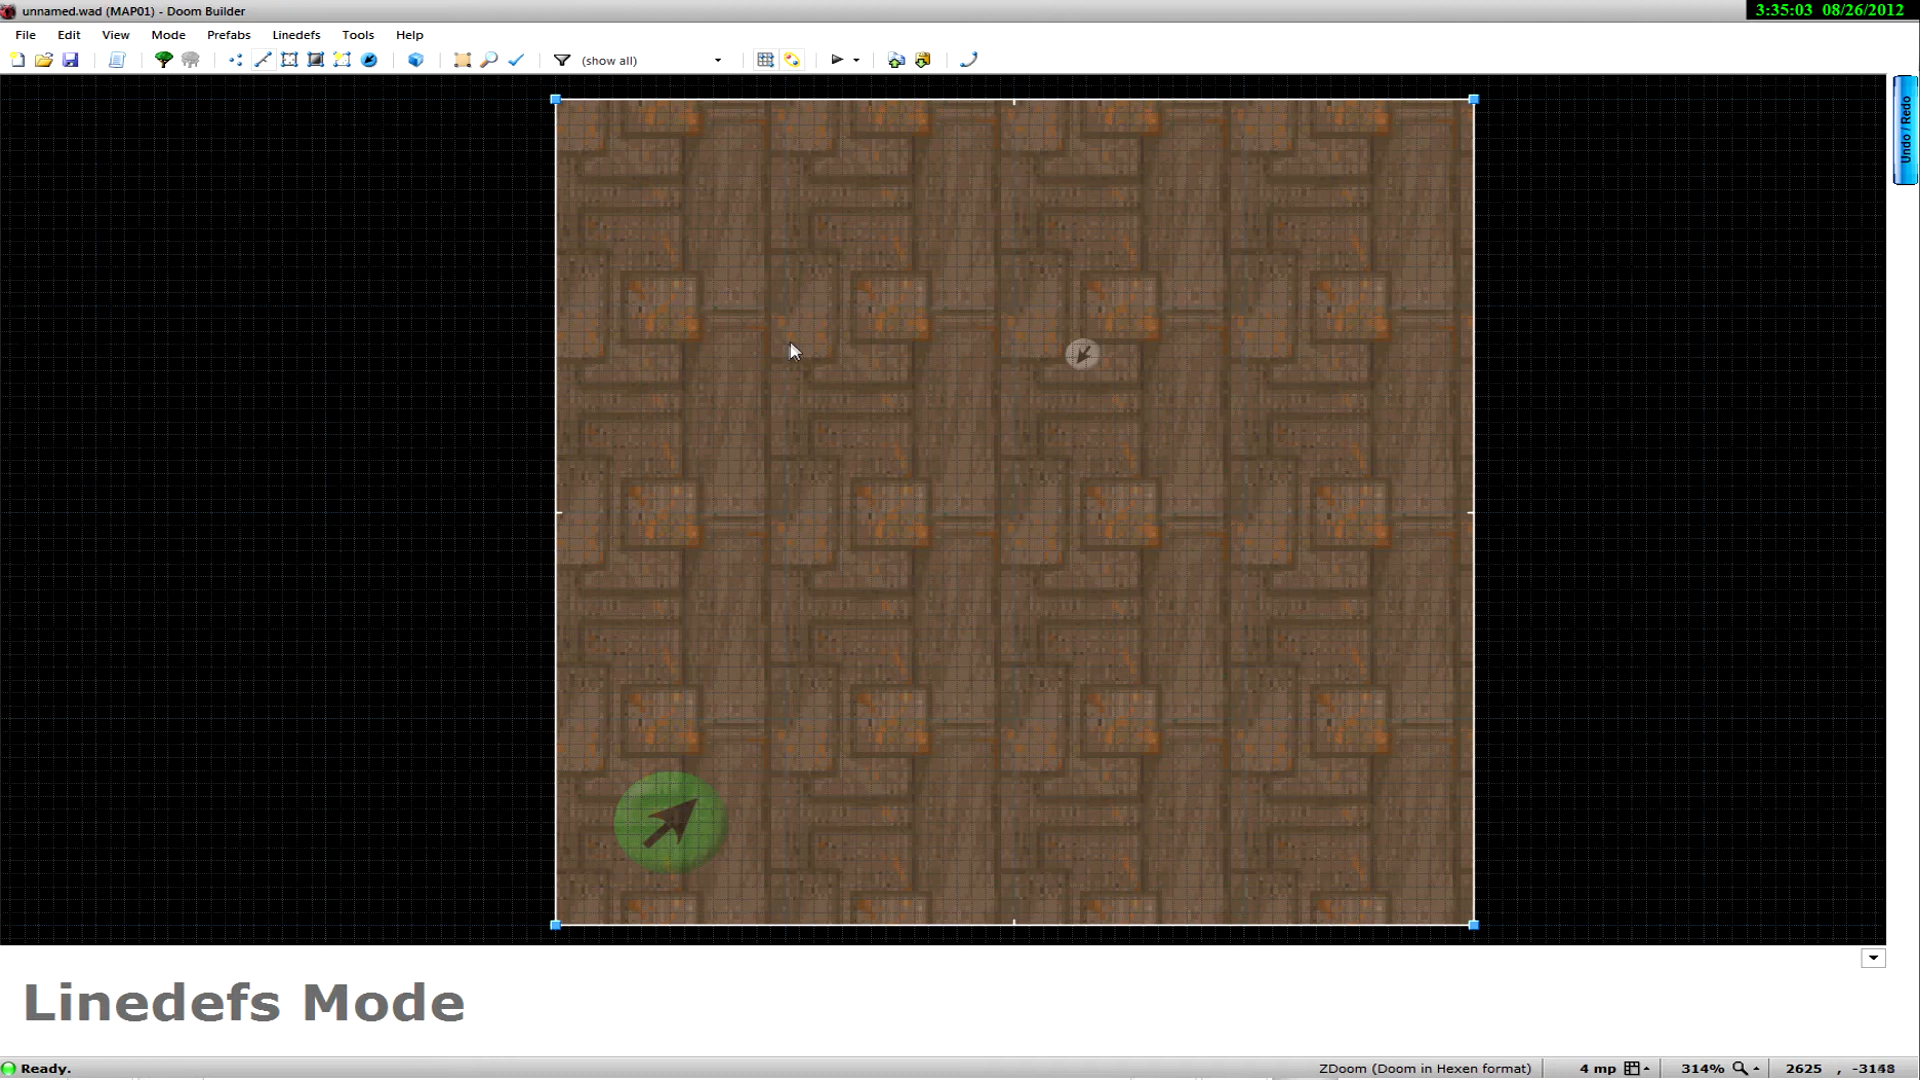 unnamed.wad (MAP01) - Doom Builder
3:35:03 08/26/2012
File Edit View Mode Prefabs Linedefs Tools Help
(show all)
Undo / Redo
Linedefs Mode
Ready.
ZDoom (Doom in Hexen format)
4 mp
314%
2625 , -3148